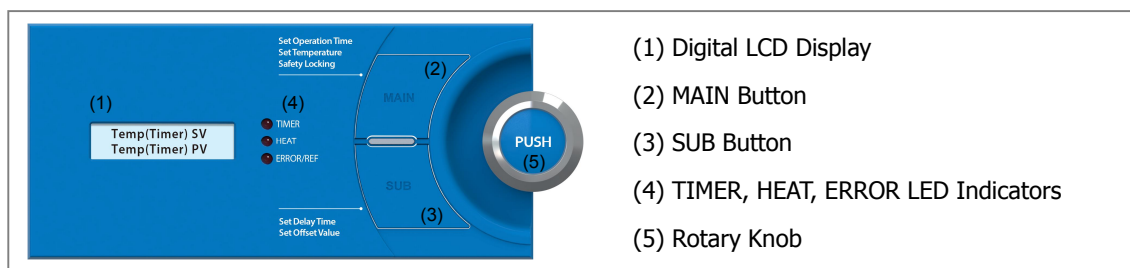 Set Operation Time
Set Temperature
Safety Locking
(2)
MAIN
(1)
(4)
Temp(Timer) SV
Temp(Timer) PV
TIMER
HEAT
ERROR/REF
PUSH
(5)
SUB
(3)
Set Delay Time
Set Offset Value
(1) Digital LCD Display
(2) MAIN Button
(3) SUB Button
(4) TIMER, HEAT, ERROR LED Indicators
(5) Rotary Knob